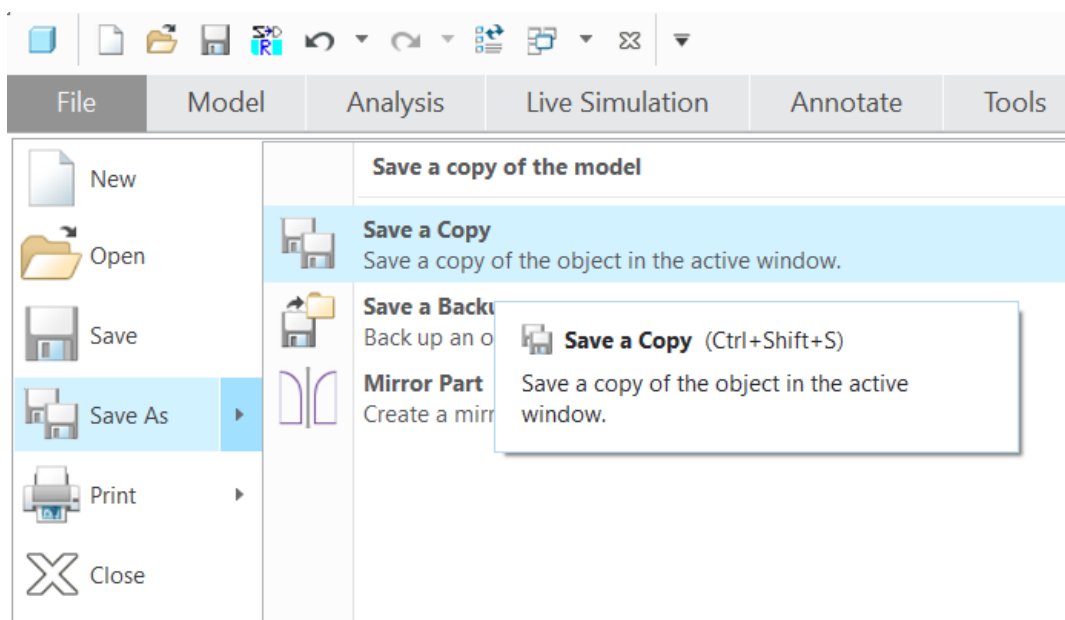 File Model Analysis Live Simulation Annotate Tools
New
Open
Save
Save As
Print
Close
Save a copy of the model
Save a Copy
Save a copy of the object in the active window.
Save a Back
Back up an o
Mirror Part
Create a mirr
Save a Copy (Ctrl+Shift+S)
Save a copy of the object in the active
window.